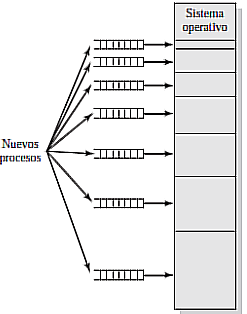 Sistema
operativo
Nuevos
procesos